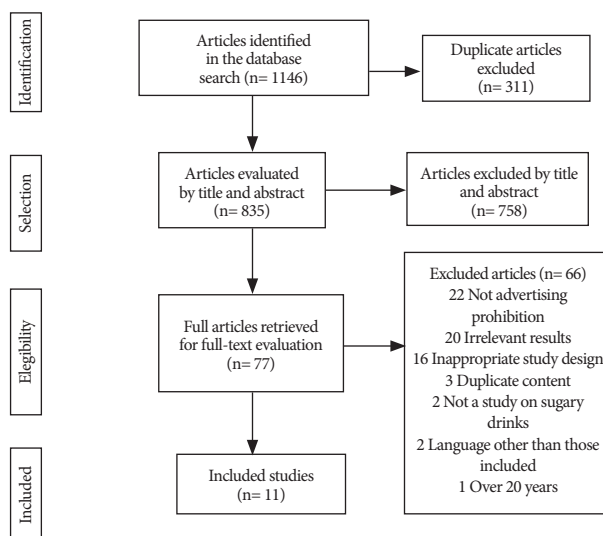 Identification
Articles identified
in the database
search (n= 1146)
Duplicate articles
excluded
(n= 311)
Selection
Articles evaluated
by title and abstract
(n= 835)
Articles excluded by title
and abstract
(n= 758)
Elegibility
Full articles retrieved
for full-text evaluation
(n= 77)
Excluded articles (n= 66)
22 Not advertising
prohibition
20 Irrelevant results
16 Inappropriate study design
3 Duplicate content
2 Not a study on sugary
drinks
2 Language other than those
included
1 Over 20 years
Included
Included studies
(n= 11)